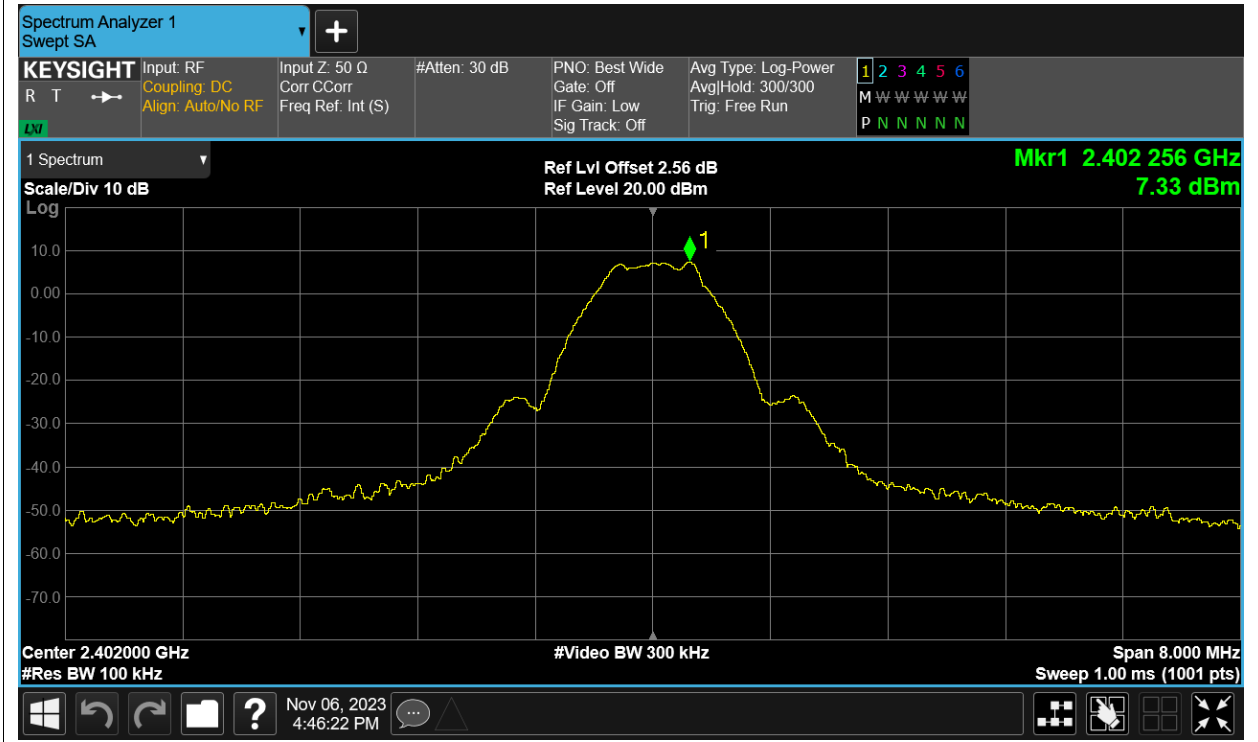 Spectrum Analyzer 1
Swept SA
KEYSIGHT
R T
LXI
Input: RF
Coupling: DC
Align: Auto/No RF
Input Z: 50 Ω
Corr CCorr
Freq Ref: Int (S)
#Atten: 30 dB
PNO: Best Wide
Gate: Off
IF Gain: Low
Sig Track: Off
Avg Type: Log-Power
Avg|Hold: 300/300
Trig: Free Run
1 2 3 4 5 6
M W W W W W
P N N N N N
1 Spectrum
Scale/Div 10 dB
Log
Ref Lvl Offset 2.56 dB
Ref Level 20.00 dBm
Mkr1 2.402 256 GHz
7.33 dBm
1
10.0
0.00
-10.0
-20.0
-30.0
-40.0
-50.0
-60.0
-70.0
Center 2.402000 GHz
#Res BW 100 kHz
#Video BW 300 kHz
Span 8.000 MHz
Sweep 1.00 ms (1001 pts)
?
Nov 06, 2023
4:46:22 PM